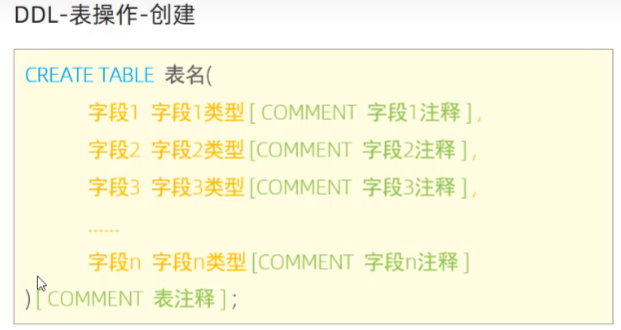 DDL-表操作-创建
CREATE TABLE 表名(
字段1 字段1类型[ COMMENT 字段1注释 ],
字段2 字段2类型[COMMENT 字段2注释 ],
字段3 字段3类型[COMMENT 字段3注释 ],
......
字段n 字段n类型[COMMENT 字段n注释 ]
)[ COMMENT 表注释 ] ;